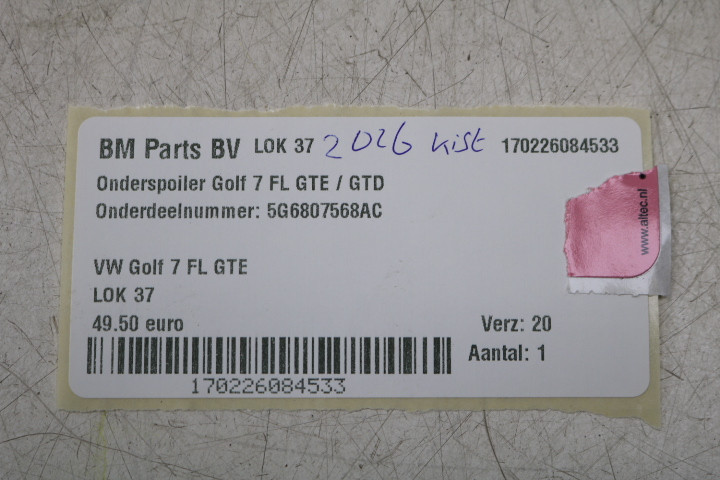 BM Parts BV LOK 37 2026 kist 170226084533
Onderspoiler Golf 7 FL GTE / GTD
Onderdeelnummer: 5G6807568AC
www.altec.nl
VW Golf 7 FL GTE
LOK 37
49.50 euro Verz: 20
Aantal: 1
170226084533